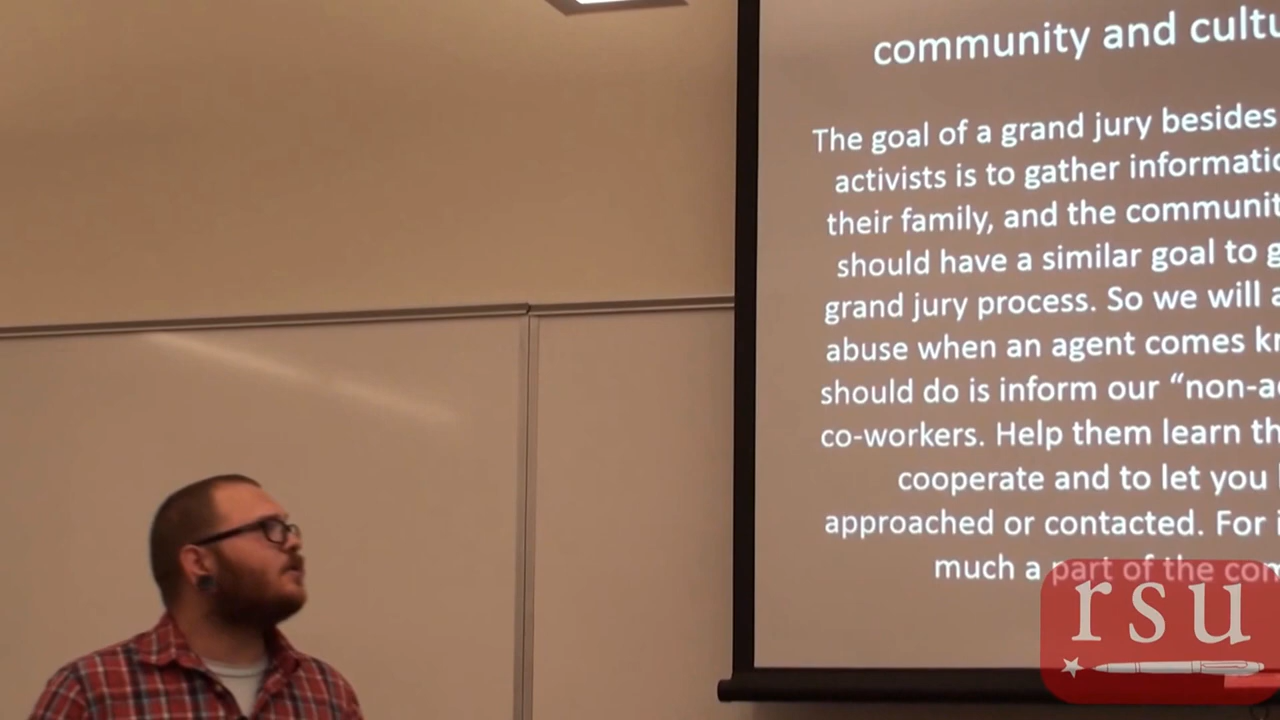 community and cultu
The goal of a grand jury besides
activists is to gather informatio
their family, and the communit
should have a similar goal to g
grand jury process. So we will a
abuse when an agent comes kn
should do is inform our “non-ac
co-workers. Help them learn th
cooperate and to let you
approached or contacted. For i
much a part of the com
rsu